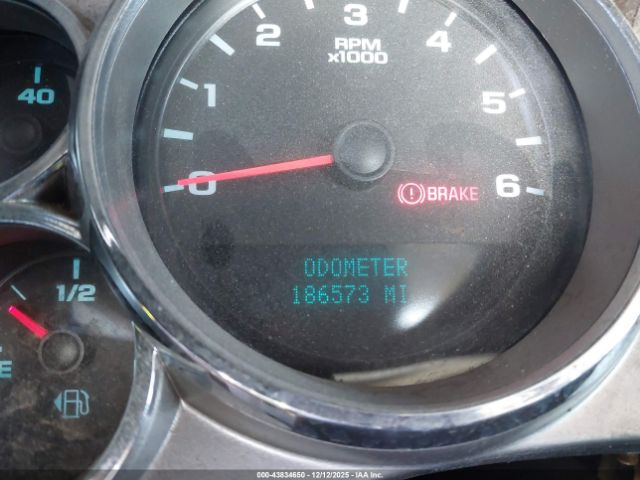 40
0
1
2
3
4
5
6
RPM
x1000
BRAKE
ODOMETER
186573 MI
1/2
E
000-43834650 - 12/12/2025 - IAA Inc.